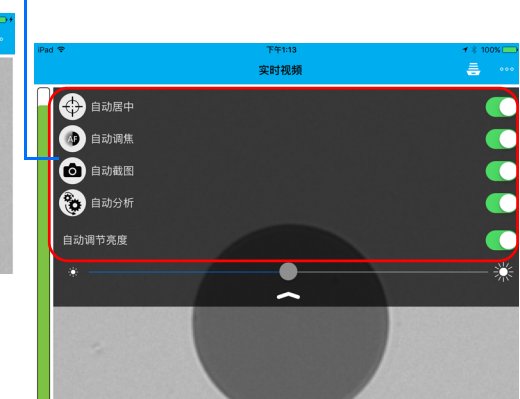 iPad 下午1:13 100%
实时视频
自动居中
AF 自动调焦
自动截图
自动分析
自动调节亮度